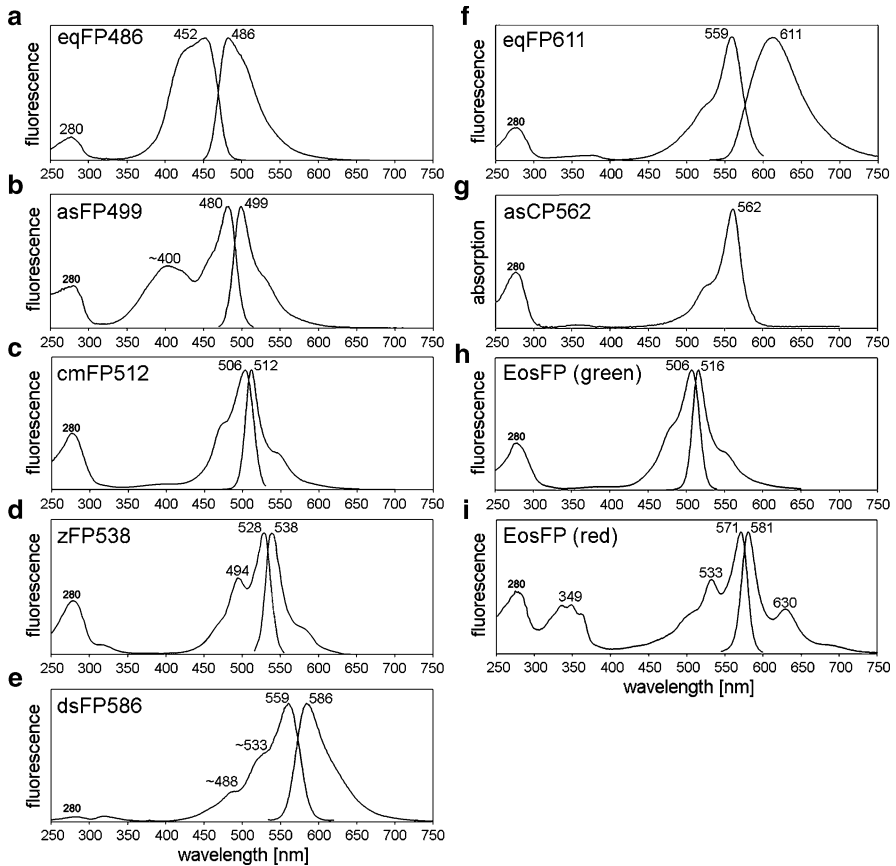 a
eqFP486
452 486
280
fluorescence
250 300 350 400 450 500 550 600 650 700 750
b
asFP499
480 499
~400
280
fluorescence
250 300 350 400 450 500 550 600 650 700 750
c
cmFP512
506 512
280
fluorescence
250 300 350 400 450 500 550 600 650 700 750
d
zFP538
528 538
494
280
fluorescence
250 300 350 400 450 500 550 600 650 700 750
e
dsFP586
559 586
~533
~488
280
fluorescence
250 300 350 400 450 500 550 600 650 700 750
wavelength [nm]
f
eqFP611
559 611
280
fluorescence
250 300 350 400 450 500 550 600 650 700 750
g
asCP562
562
280
absorption
250 300 350 400 450 500 550 600 650 700 750
h
EosFP (green)
506 516
280
fluorescence
250 300 350 400 450 500 550 600 650 700 750
i
EosFP (red)
571 581
533
280
349
630
fluorescence
250 300 350 400 450 500 550 600 650 700 750
wavelength [nm]